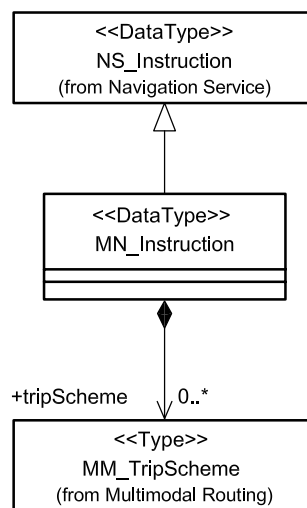 <<DataType>>
NS_Instruction
(from Navigation Service)
<<DataType>>
MN_Instruction
+tripScheme 0..*
<<Type>>
MM_TripScheme
(from Multimodal Routing)